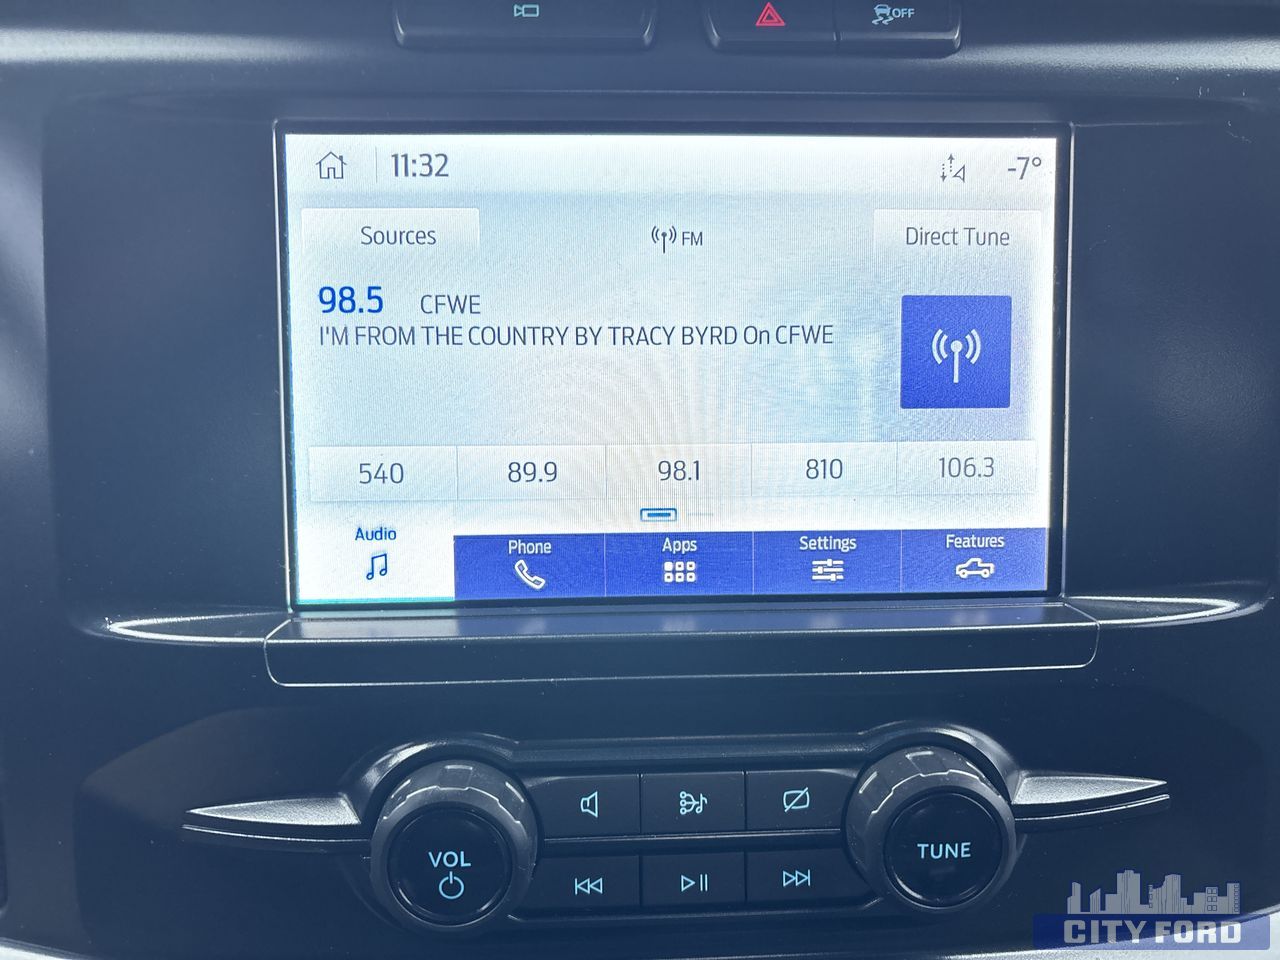 OFF
11:32
-7°
Sources
FM
Direct Tune
98.5 CFWE
I'M FROM THE COUNTRY BY TRACY BYRD On CFWE
540 89.9 98.1 810 106.3
Audio Phone Apps Settings Features
VOL
TUNE
CITY FORD